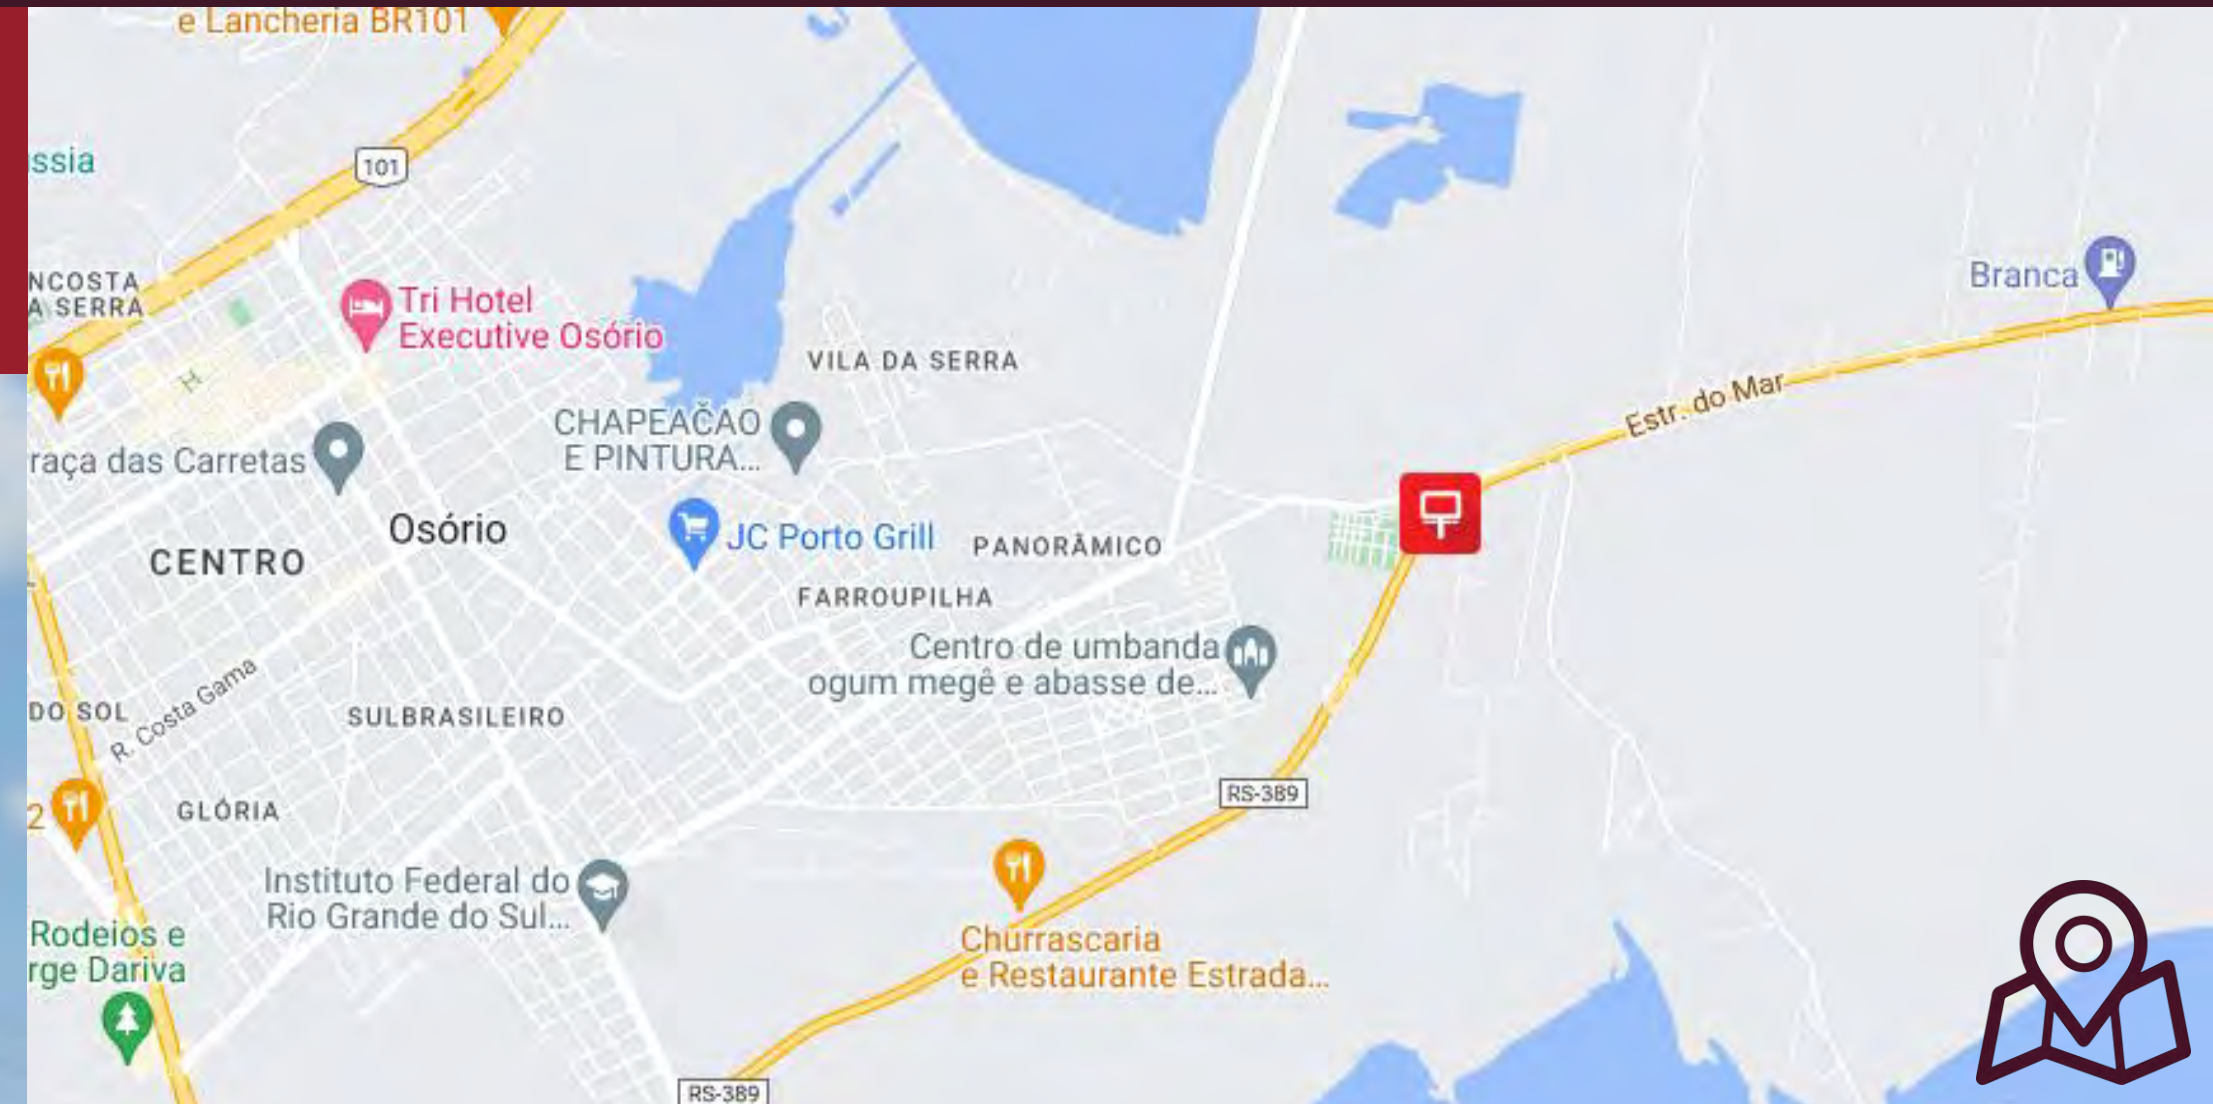 e Lancheria BR101
101
ssia
NCOSTA
A SERRA
Tri Hotel
Executive Osório
H
VILA DA SERRA
Branca
Estr. do Mar
CHAPEAČAO
E PINTURA...
raça das Carretas
Osório
JC Porto Grill
PANORÂMICO
CENTRO
FARROUPILHA
Centro de umbanda
ogum megê e abasse de...
R. Costa Gama
DO SOL
SULBRASILEIRO
RS-389
2
GLÓRIA
Instituto Federal do
Rio Grande do Sul...
Churrascaria
e Restaurante Estrada...
Rodeios e
rge Dariva
RS-389